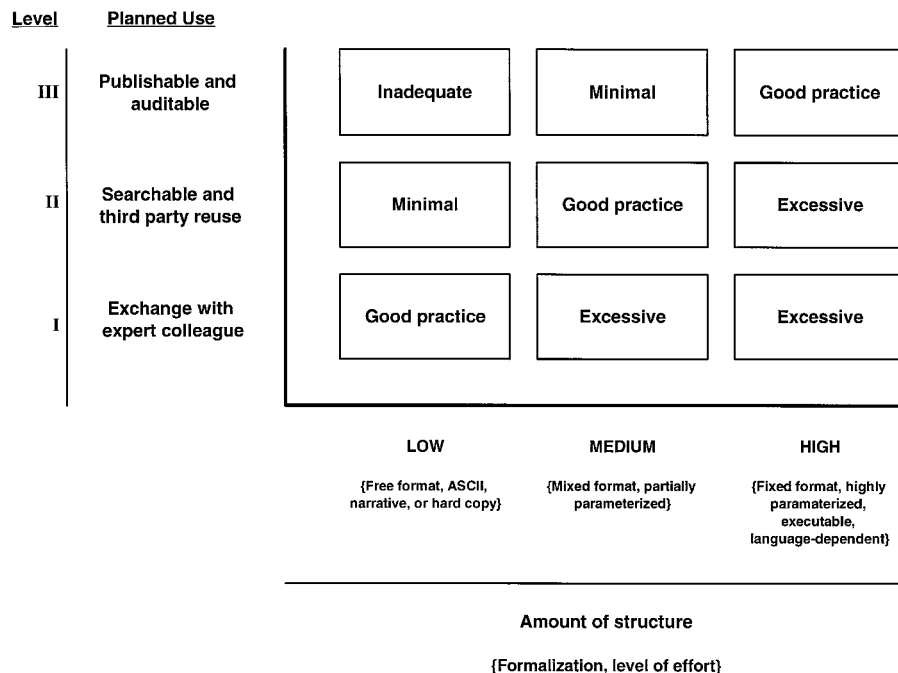 Level Planned Use
III Publishable and
auditable
Inadequate Minimal Good practice
II Searchable and
third party reuse
Minimal Good practice Excessive
I Exchange with
expert colleague
Good practice Excessive Excessive
LOW MEDIUM HIGH
{Free format, ASCII, {Mixed format, partially {Fixed format, highly
narrative, or hard copy} parameterized} paramaterized,
executable,
language-dependent}
Amount of structure
{Formalization, level of effort}